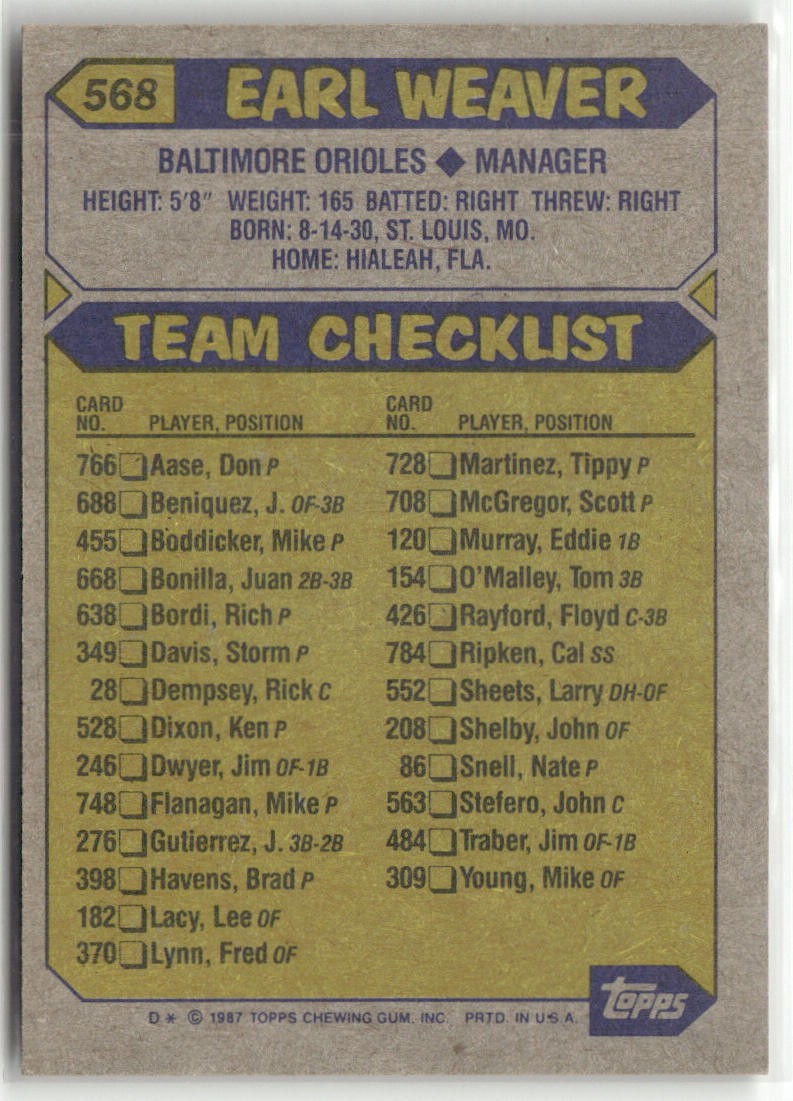 568 EARL WEAVER
BALTIMORE ORIOLES ◆ MANAGER
HEIGHT: 5'8" WEIGHT: 165 BATTED: RIGHT THREW: RIGHT
BORN: 8-14-30, ST. LOUIS, MO.
HOME: HIALEAH, FLA.
TEAM CHECKLIST
CARD
NO. PLAYER, POSITION
766 Aase, Don P
688 Beniquez, J. OF-3B
455 Boddicker, Mike P
668 Bonilla, Juan 2B-3B
638 Bordi, Rich P
349 Davis, Storm P
28 Dempsey, Rick C
528 Dixon, Ken P
246 Dwyer, Jim OF-1B
748 Flanagan, Mike P
276 Gutierrez, J. 3B-2B
398 Havens, Brad P
182 Lacy, Lee OF
370 Lynn, Fred OF
CARD
NO. PLAYER, POSITION
728 Martinez, Tippy P
708 McGregor, Scott P
120 Murray, Eddie 1B
154 O'Malley, Tom 3B
426 Rayford, Floyd C-3B
784 Ripken, Cal SS
552 Sheets, Larry DH-OF
208 Shelby, John OF
86 Snell, Nate P
563 Stefero, John C
484 Traber, Jim OF-1B
309 Young, Mike OF
topps
D * © 1987 TOPPS CHEWING GUM, INC. PRTD. IN U.S.A.